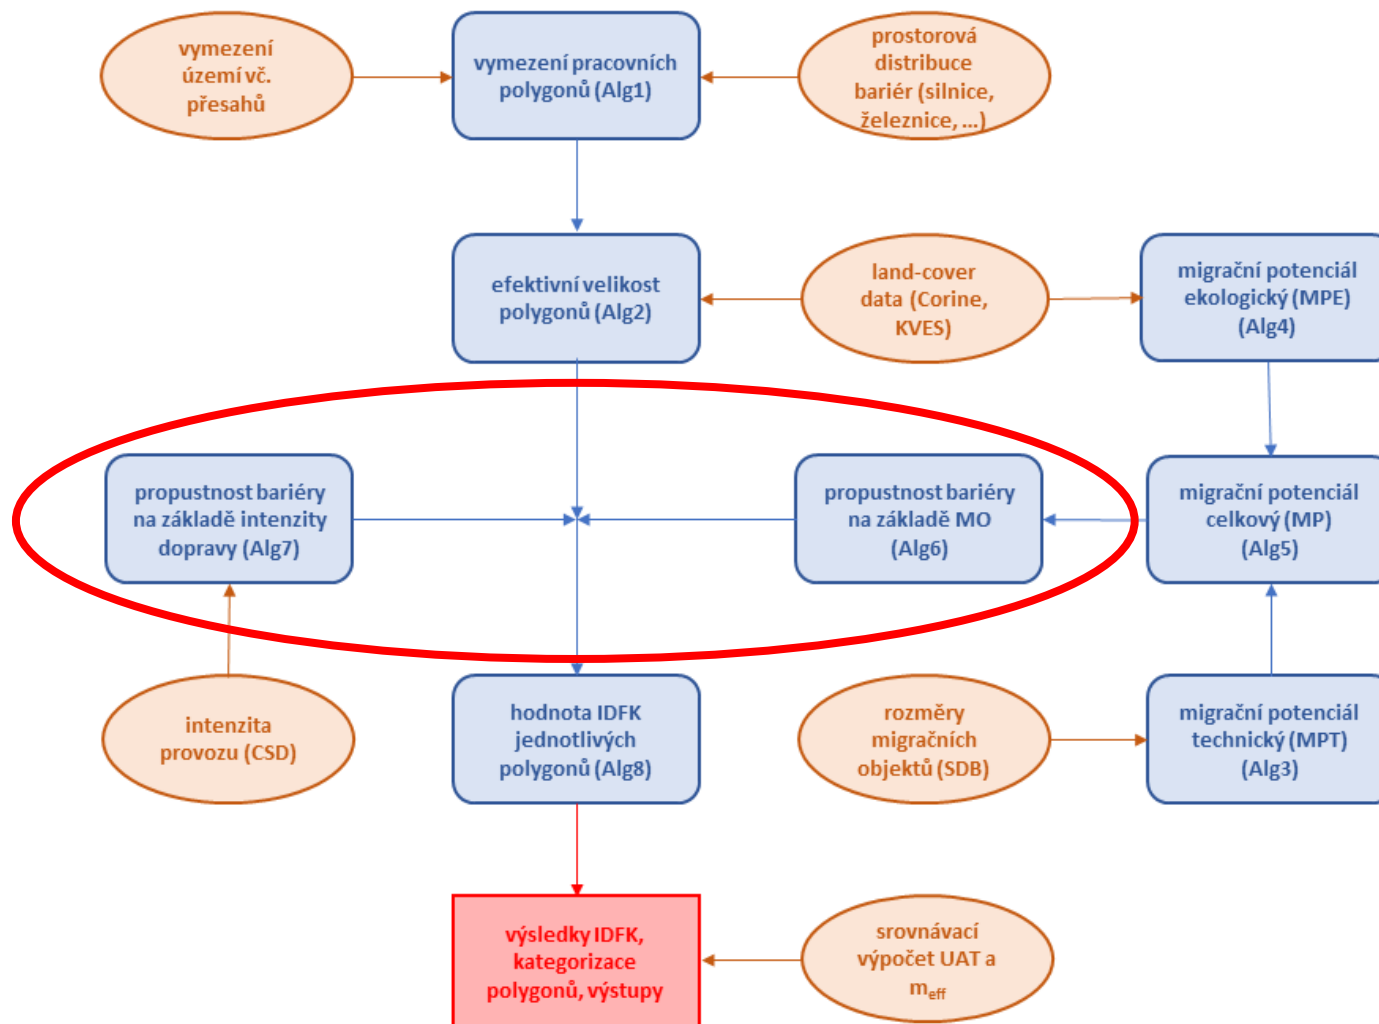 vymezení
území vč.
přesahů
vymezení pracovních
polygonů (Alg1)
prostorová
distribuce
bariér (silnice,
železnice, ...)
efektivní velikost
polygonů (Alg2)
land-cover
data (Corine,
KVES)
migrační potenciál
ekologický (MPE)
(Alg4)
propustnost bariéry
na základě intenzity
dopravy (Alg7)
propustnost bariéry
na základě MO
(Alg6)
migrační potenciál
celkový (MP)
(Alg5)
intenzita
provozu (CSD)
hodnota IDFK
jednotlivých
polygonů (Alg8)
rozměry
migračních
objektů (SDB)
migrační potenciál
technický (MPT)
(Alg3)
výsledky IDFK,
kategorizace
polygonů, výstupy
srovnávací
výpočet UAT a
m_eff